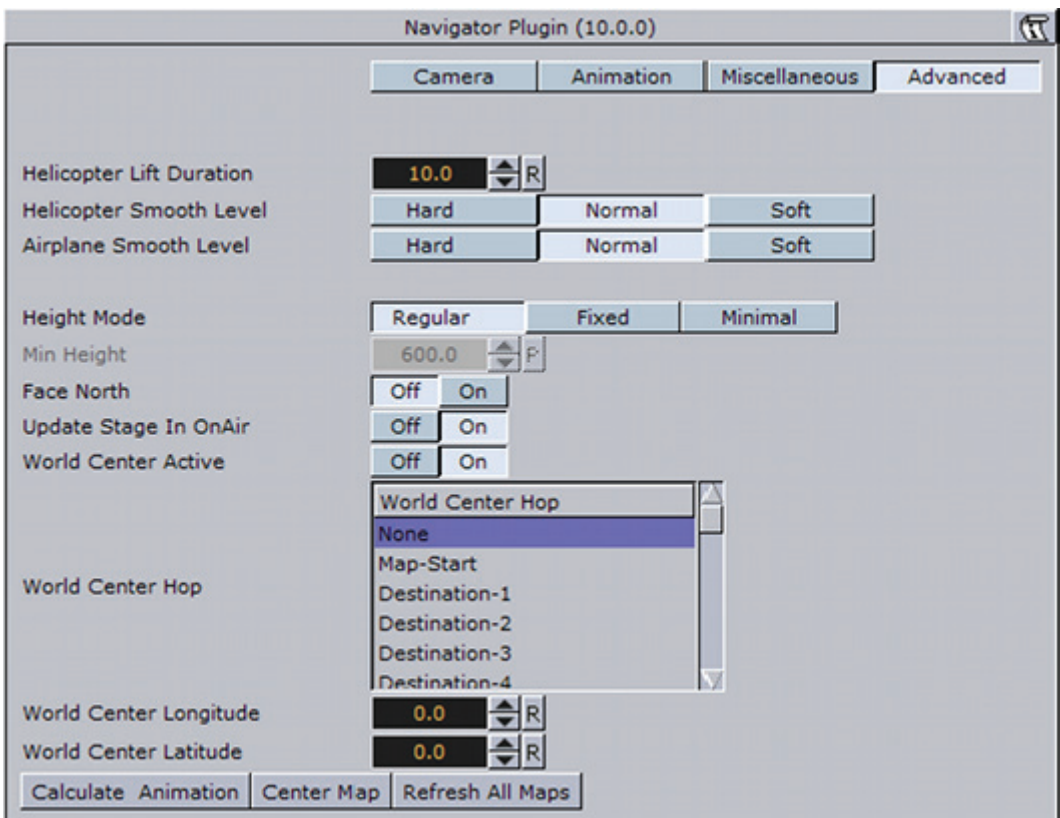 Navigator Plugin (10.0.0)
Camera Animation Miscellaneous Advanced
Helicopter Lift Duration 10.0 R
Helicopter Smooth Level Hard Normal Soft
Airplane Smooth Level Hard Normal Soft
Height Mode Regular Fixed Minimal
Min Height 600.0 R
Face North Off On
Update Stage In OnAir Off On
World Center Active Off On
World Center Hop
None
Map-Start
World Center Hop
Destination-1
Destination-2
Destination-3
Destination-4
World Center Longitude 0.0 R
World Center Latitude 0.0 R
Calculate Animation Center Map Refresh All Maps